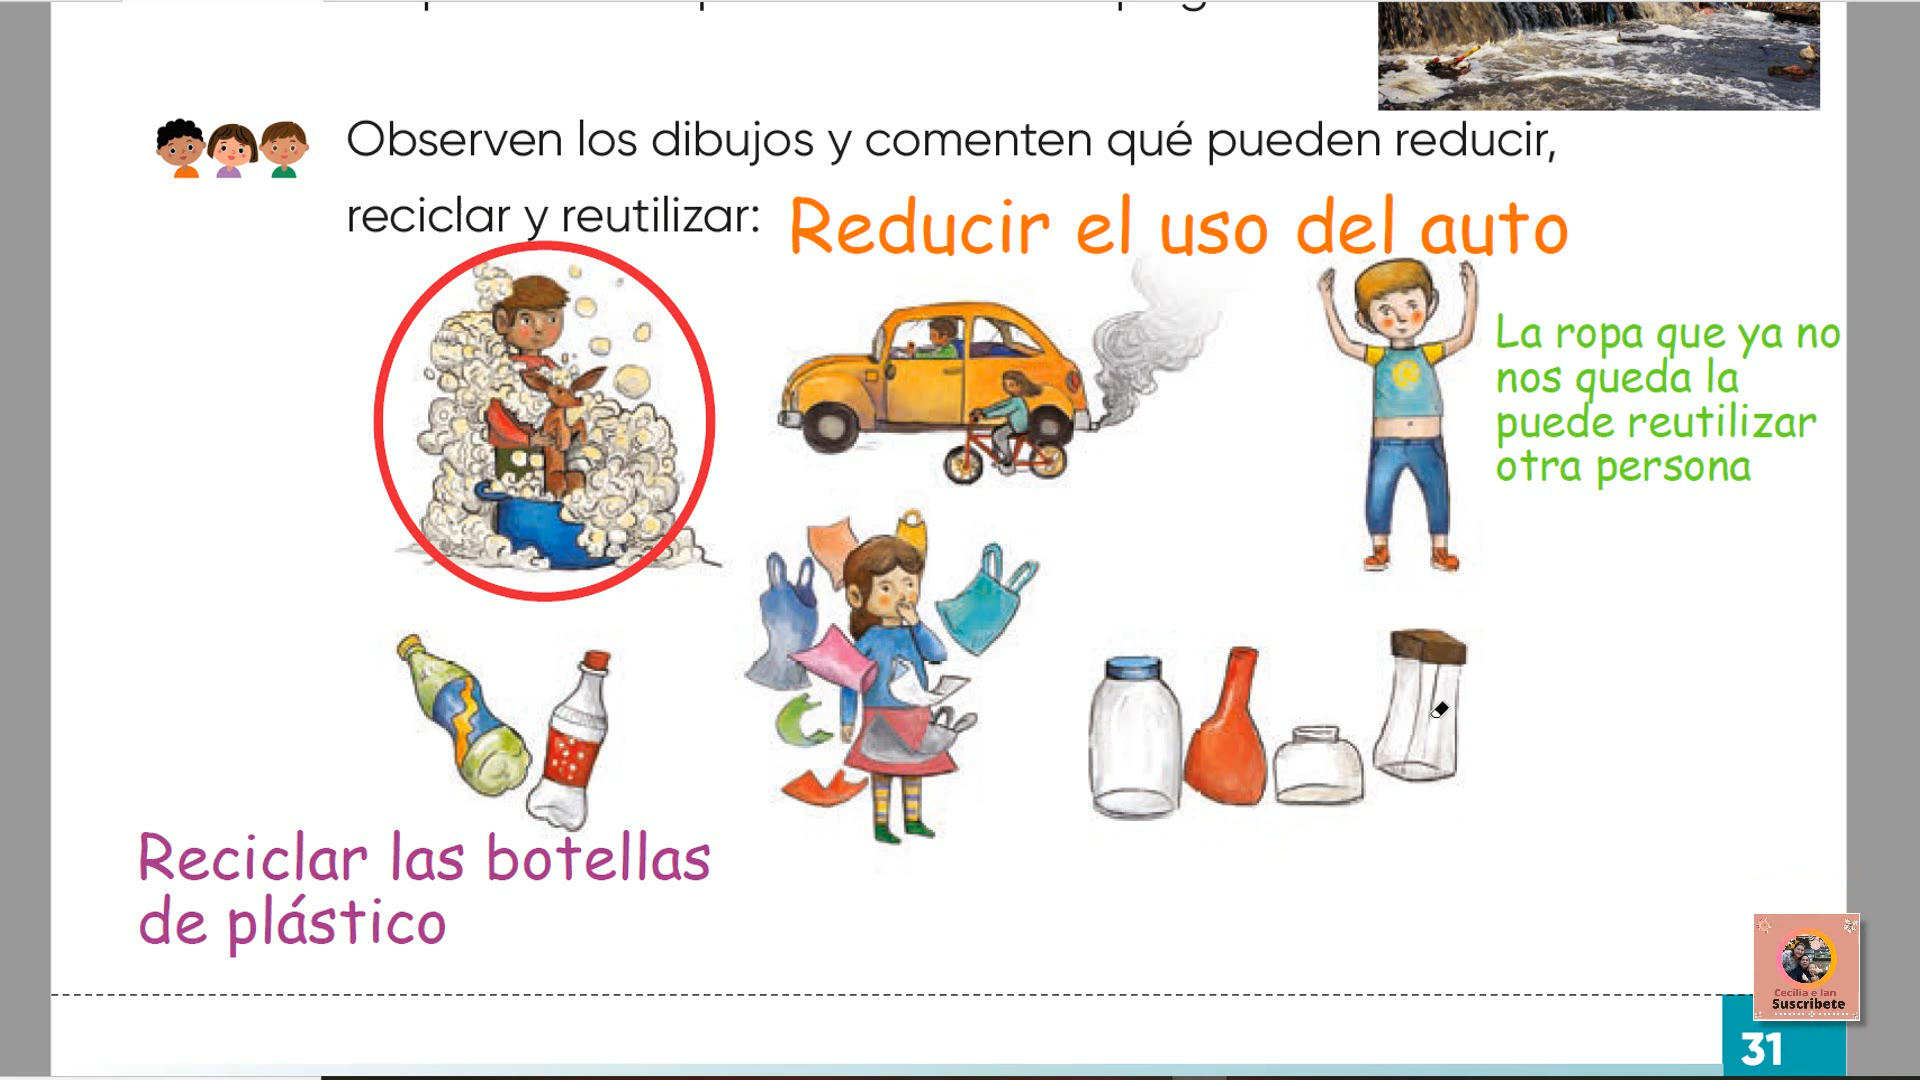 Observen los dibujos y comenten qué pueden reducir,
reciclar y reutilizar:
Reducir el uso del auto
La ropa que ya no
nos queda la
puede reutilizar
otra persona
Reciclar las botellas
de plástico
Cecilia e Ian
Suscribete
31